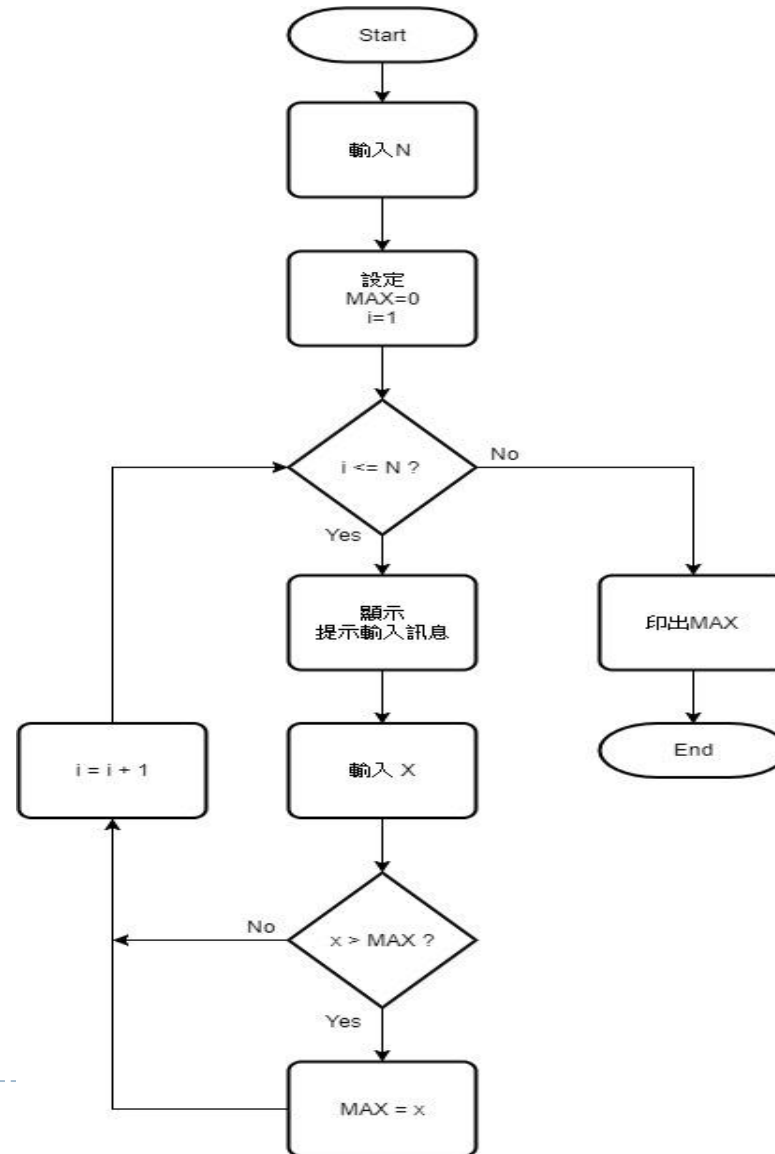 Start
輸入N
設定
MAX=0
i=1
i <= N ?
No
Yes
顯示
提示輸入訊息
印出MAX
i = i + 1
輸入 X
End
x > MAX ?
No
Yes
MAX = x